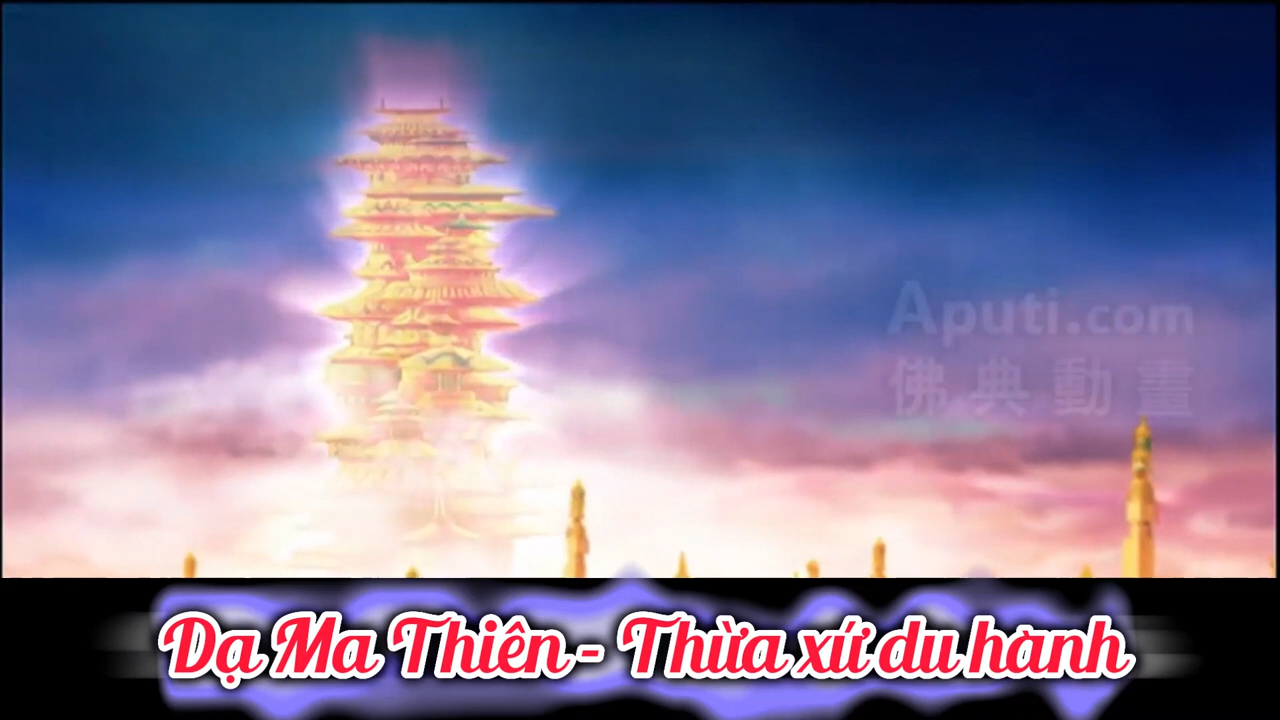 Aputi.com
佛典動畫
Dạ Ma Thiên - Thừa xứ du hành